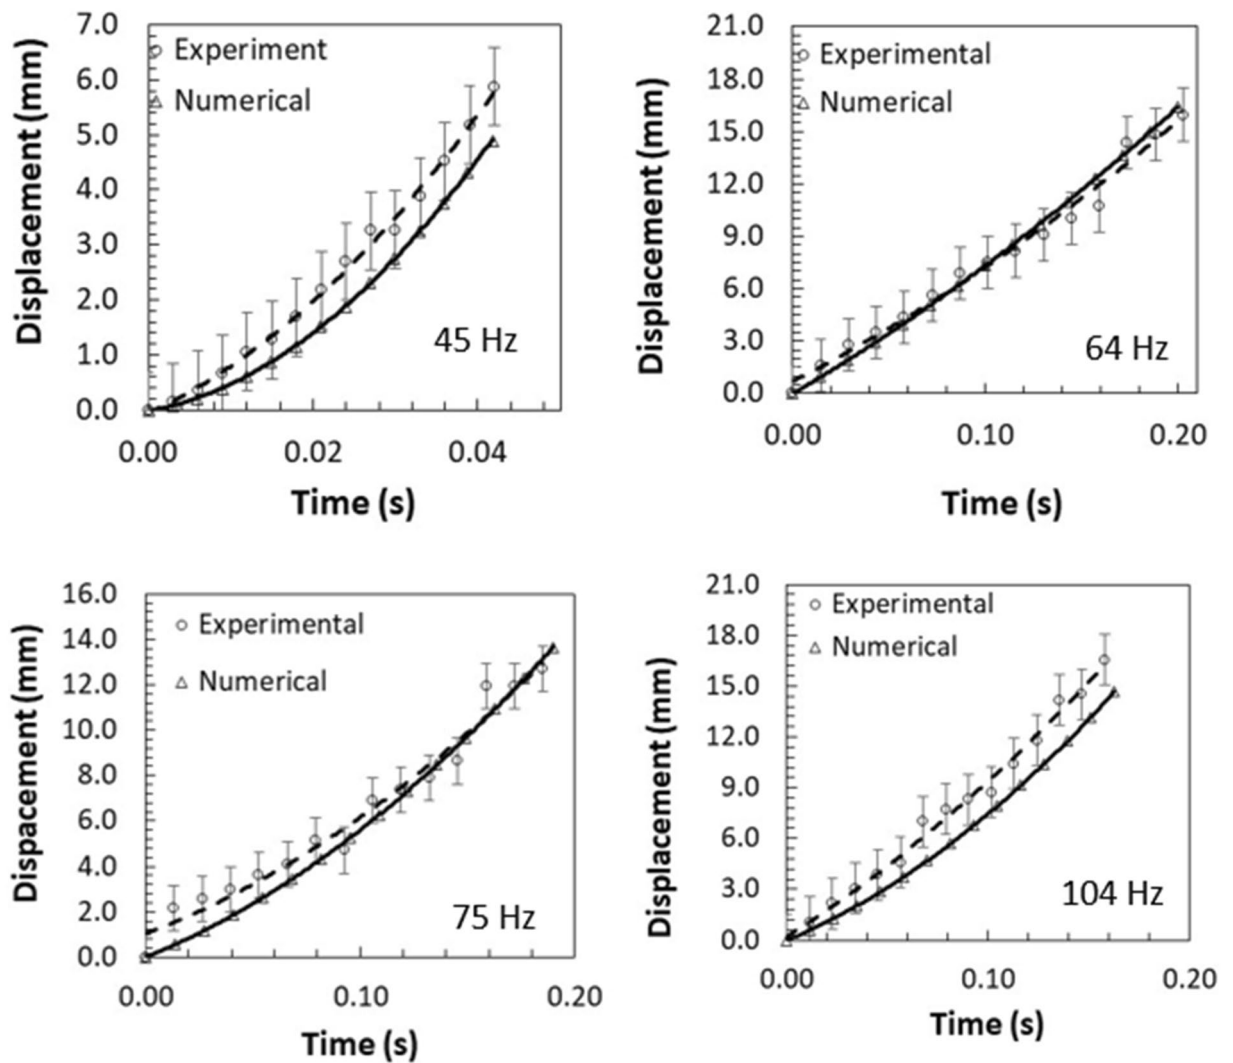 Displacement (mm)
7.0
6.0
5.0
4.0
3.0
2.0
1.0
0.0
Experiment
Numerical
45 Hz
0.00
0.02
0.04
Time (s)
Displacement (mm)
21.0
18.0
15.0
12.0
9.0
6.0
3.0
0.0
Experimental
Numerical
64 Hz
0.00
0.10
0.20
Time (s)
Dispacement (mm)
16.0
14.0
12.0
10.0
8.0
6.0
4.0
2.0
0.0
Experimental
Numerical
75 Hz
0.00
0.10
0.20
Time (s)
Displacement (mm)
21.0
18.0
15.0
12.0
9.0
6.0
3.0
0.0
Experimental
Numerical
104 Hz
0.00
0.10
0.20
Time (s)